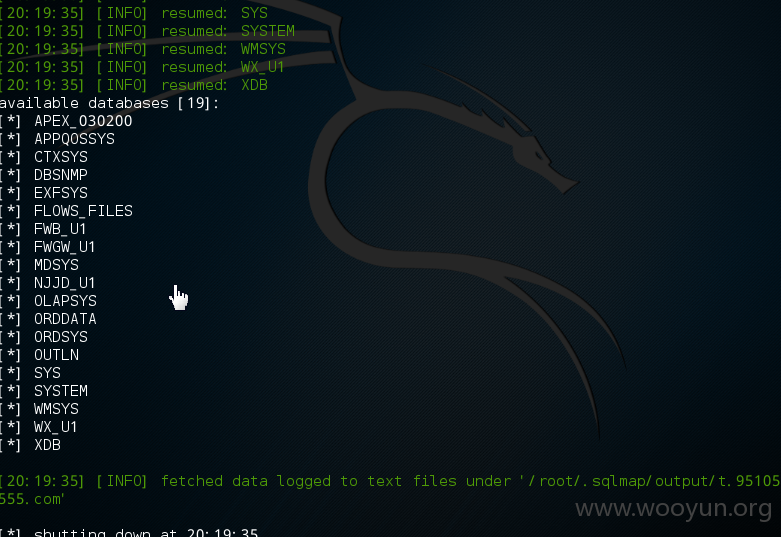 [20:19:35] [INFO] resumed: SYS
[20:19:35] [INFO] resumed: SYSTEM
[20:19:35] [INFO] resumed: WMSYS
[20:19:35] [INFO] resumed: WX_U1
[20:19:35] [INFO] resumed: XDB
available databases [19]:
[*] APEX_030200
[*] APPQOSSYS
[*] CTXSYS
[*] DBSNMP
[*] EXFSYS
[*] FLOWS_FILES
[*] FWB_U1
[*] FWGW_U1
[*] MDSYS
[*] NJJD_U1
[*] OLAPSYS
[*] ORDDATA
[*] ORDSYS
[*] OUTLN
[*] SYS
[*] SYSTEM
[*] WMSYS
[*] WX_U1
[*] XDB
[20:19:35] [INFO] fetched data logged to text files under '/root/.sqlmap/output/t.95105
555.com'
www.wooyun.org
[*] shutting down at 20:19:35